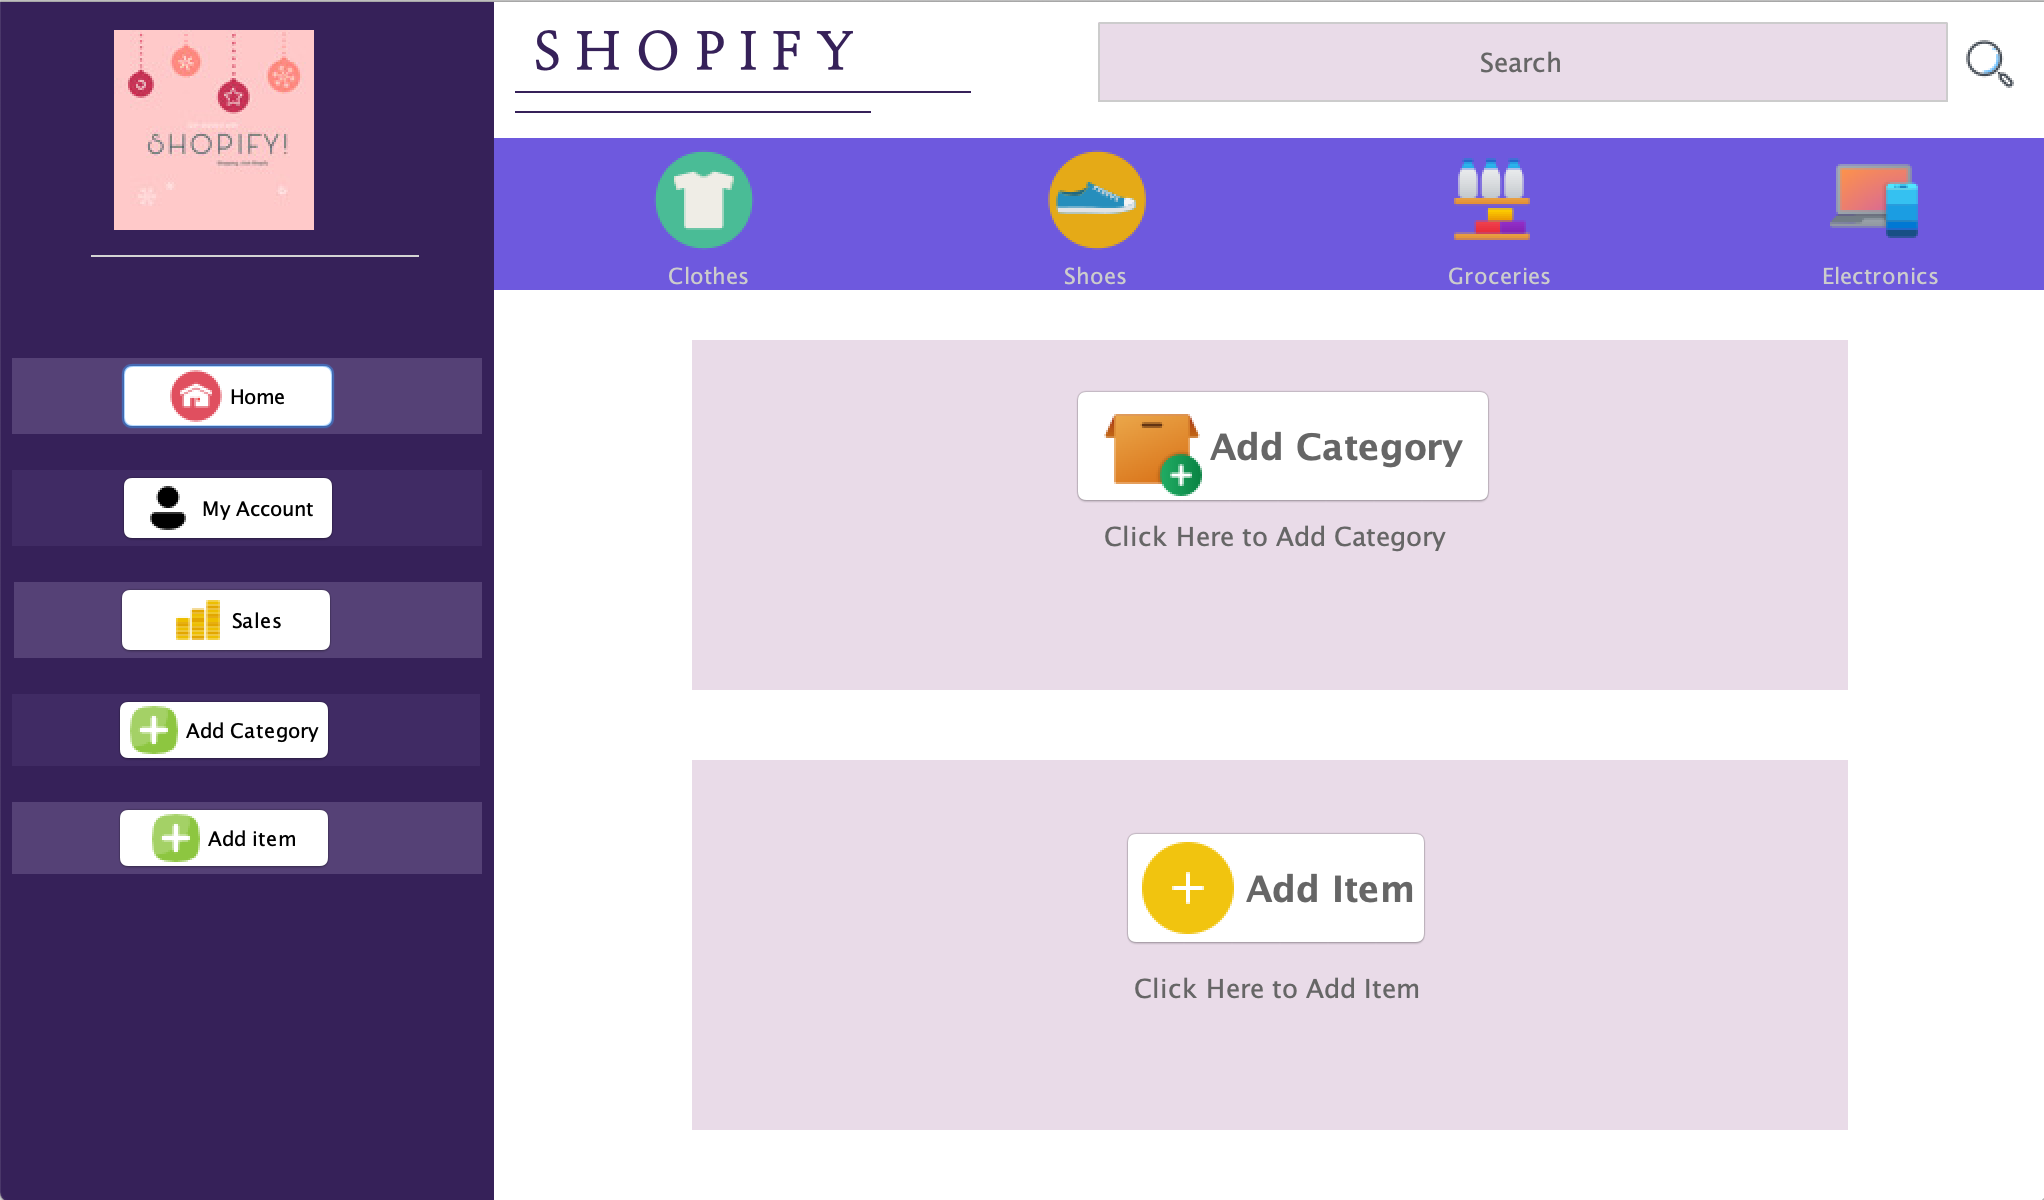 SHOPIFY!
Home
My Account
Sales
Add Category
Add item
SHOPIFY
Search
Clothes
Shoes
Groceries
Electronics
Add Category
Click Here to Add Category
Add Item
Click Here to Add Item